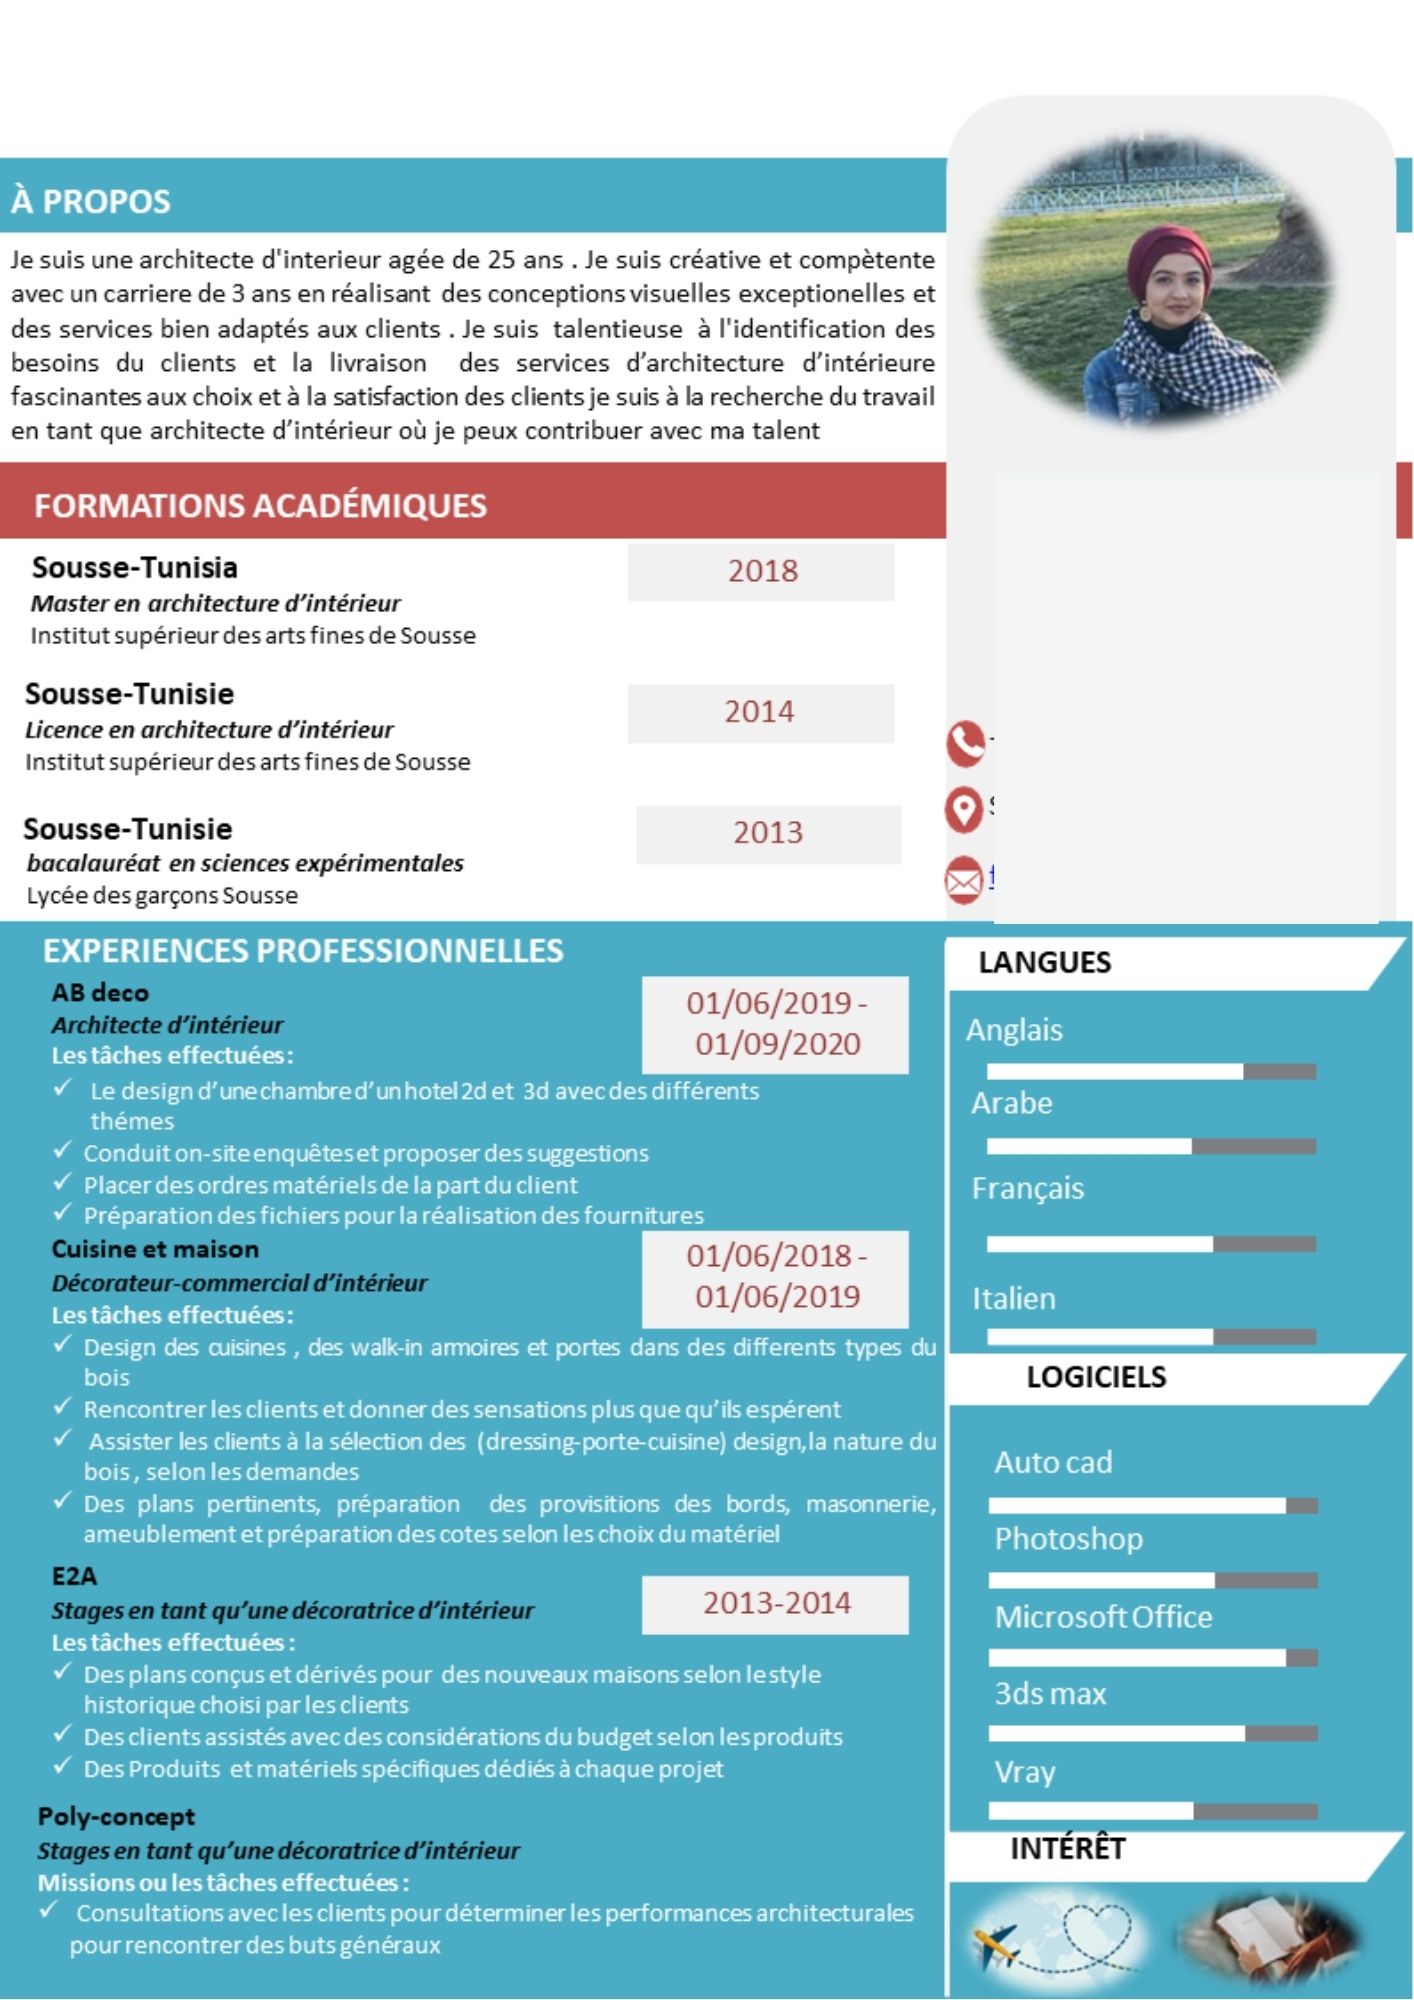 À PROPOS
Je suis une architecte d'interieur agée de 25 ans . Je suis créative et compètente
avec un carriere de 3 ans en réalisant des conceptions visuelles exceptionelles et
des services bien adaptés aux clients . Je suis talentieuse à l'identification des
besoins du clients et la livraison des services d’architecture d’intérieure
fascinantes aux choix et à la satisfaction des clients je suis à la recherche du travail
en tant que architecte d’intérieur où je peux contribuer avec ma talent
FORMATIONS ACADÉMIQUES
Sousse-Tunisia
2018
Master en architecture d’intérieur
Institut supérieur des arts fines de Sousse
Sousse-Tunisie
2014
Licence en architecture d’intérieur
Institut supérieur des arts fines de Sousse
Sousse-Tunisie
2013
bacalauréat en sciences expérimentales
Lycée des garçons Sousse
EXPERIENCES PROFESSIONNELLES
AB deco
01/06/2019 -
01/09/2020
Architecte d’intérieur
Les tâches effectuées:
✓ Le design d’une chambre d’un hotel 2d et 3d avec des différents
thémes
✓ Conduit on-site enquêtes et proposer des suggestions
✓ Placer des ordres matériels de la part du client
✓ Préparation des fichiers pour la réalisation des fournitures
Cuisine et maison
01/06/2018 -
01/06/2019
Décorateur-commercial d’intérieur
Les tâches effectuées:
✓ Design des cuisines , des walk-in armoires et portes dans des differents types du
bois
✓ Rencontrer les clients et donner des sensations plus que qu’ils espérent
✓ Assister les clients à la sélection des (dressing-porte-cuisine) design,la nature du
bois , selon les demandes
✓ Des plans pertinents, préparation des provisitions des bords, masonnerie,
ameublement et préparation des cotes selon les choix du matériel
E2A
2013-2014
Stages en tant qu’une décoratrice d’intérieur
Les tâches effectuées :
✓ Des plans conçus et dérivés pour des nouveaux maisons selon le style
historique choisi par les clients
✓ Des clients assistés avec des considérations du budget selon les produits
✓ Des Produits et matériels spécifiques dédiés à chaque projet
Poly-concept
Stages en tant qu’une décoratrice d’intérieur
Missions ou les tâches effectuées :
✓ Consultations avec les clients pour déterminer les performances architecturales
pour rencontrer des buts généraux
LANGUES
Anglais
Arabe
Français
Italien
LOGICIELS
Auto cad
Photoshop
Microsoft Office
3ds max
Vray
INTÉRÊT